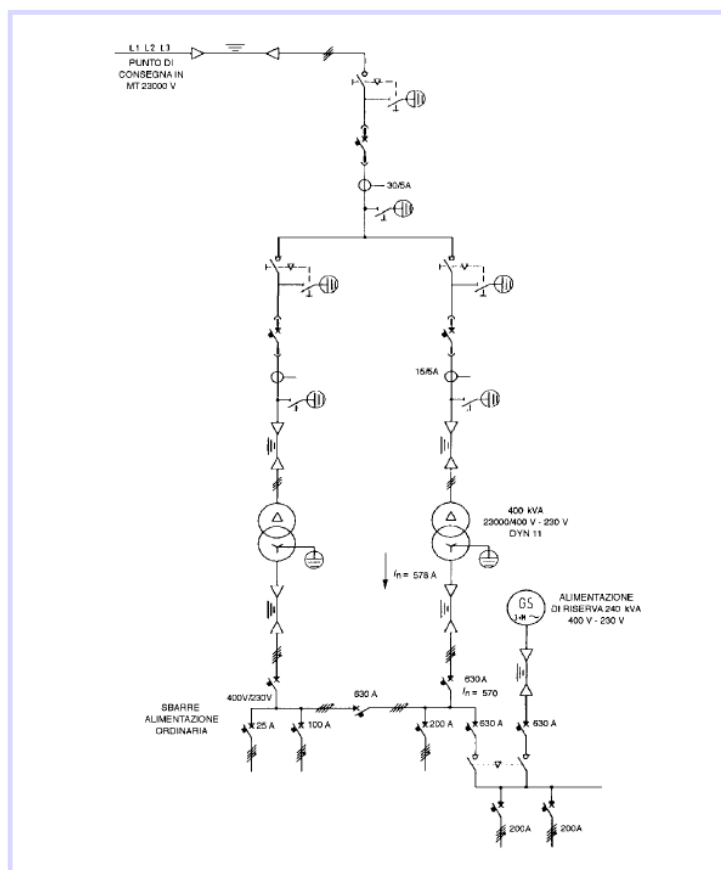 L1 L2 L3
PUNTO DI
CONSEGNA IN
MT 23000 V
30/5A
15/5A
400 kVA
23000/400 V - 230 V
DYN 11
In = 578 A
GS
3+N ~
ALIMENTAZIONE
DI RISERVA 240 kVA
400 V - 230 V
400V/230V
630 A
630 A
In = 570
SBARRE
ALIMENTAZIONE
ORDINARIA
25 A
100 A
200 A
630 A
630 A
200A
200A